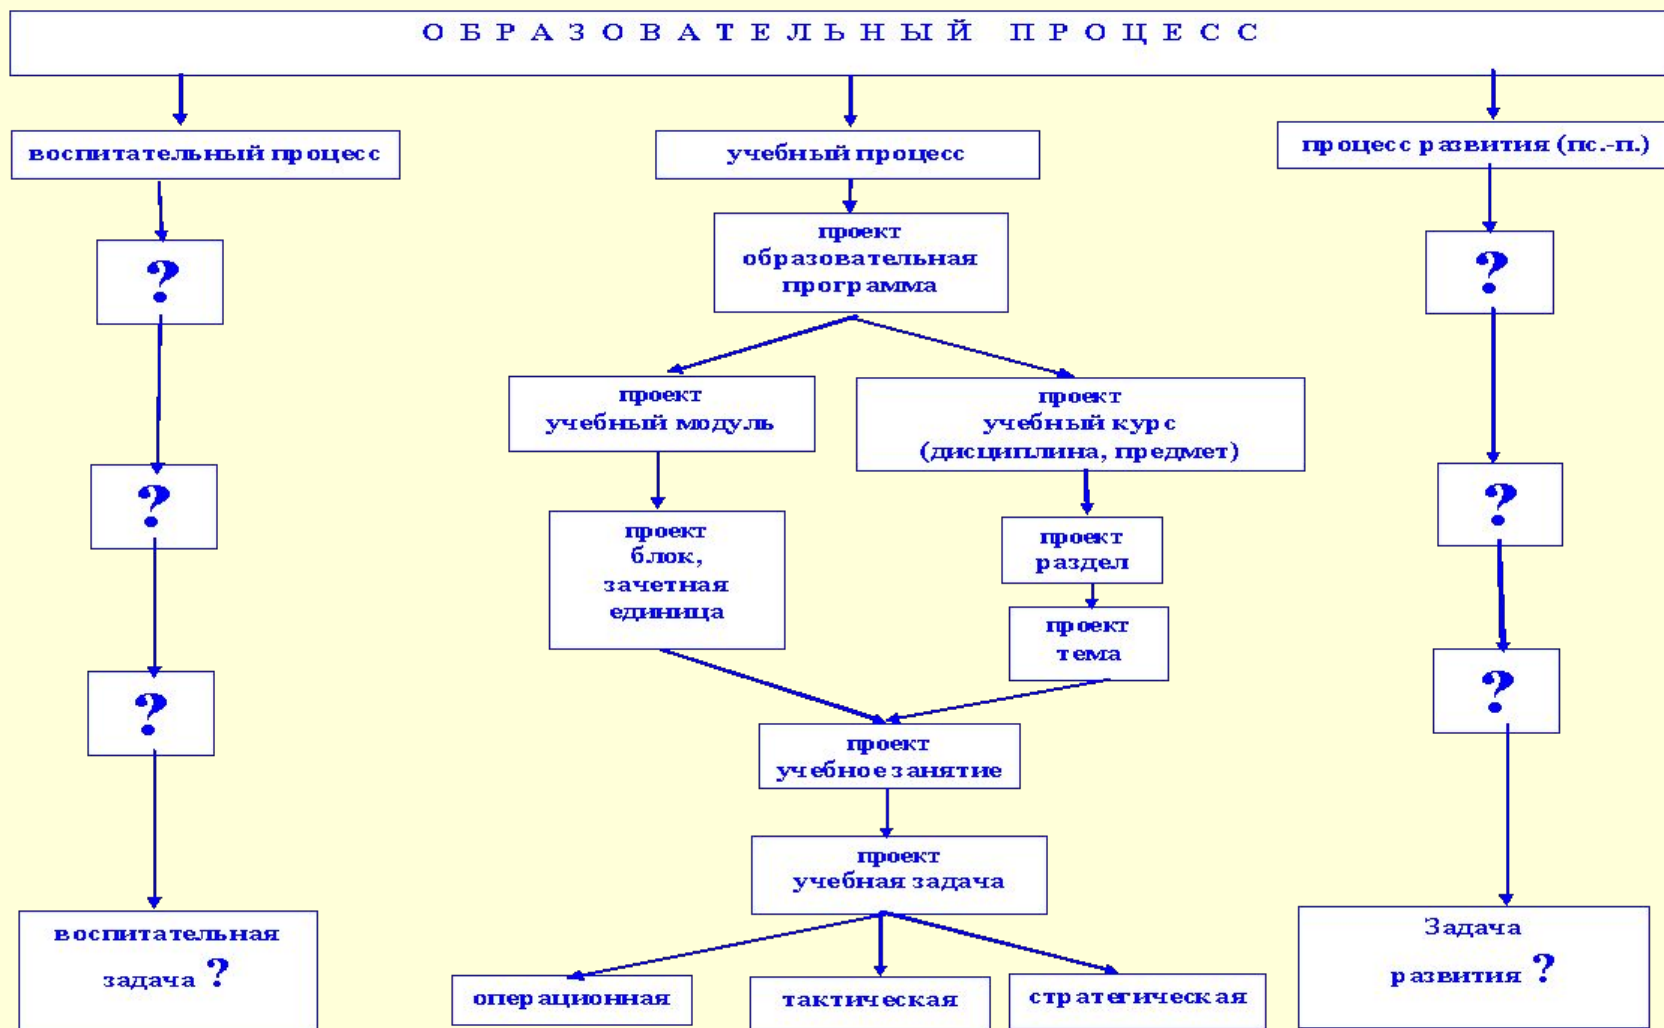 ОБРАЗОВАТЕЛЬНЫЙ ПРОЦЕСС
воспитательный процесс
учебный процесс
процесс развития (пс.-п.)
проект
образовательная
программа
?
?
проект
учебный модуль
проект
учебный курс
(дисциплина, предмет)
?
?
проект
блок,
зачетная
единица
проект
раздел
проект
тема
?
?
проект
учебное занятие
проект
учебная задача
воспитательная
задача ?
Задача
развития ?
операционная
тактическая
стратегическая